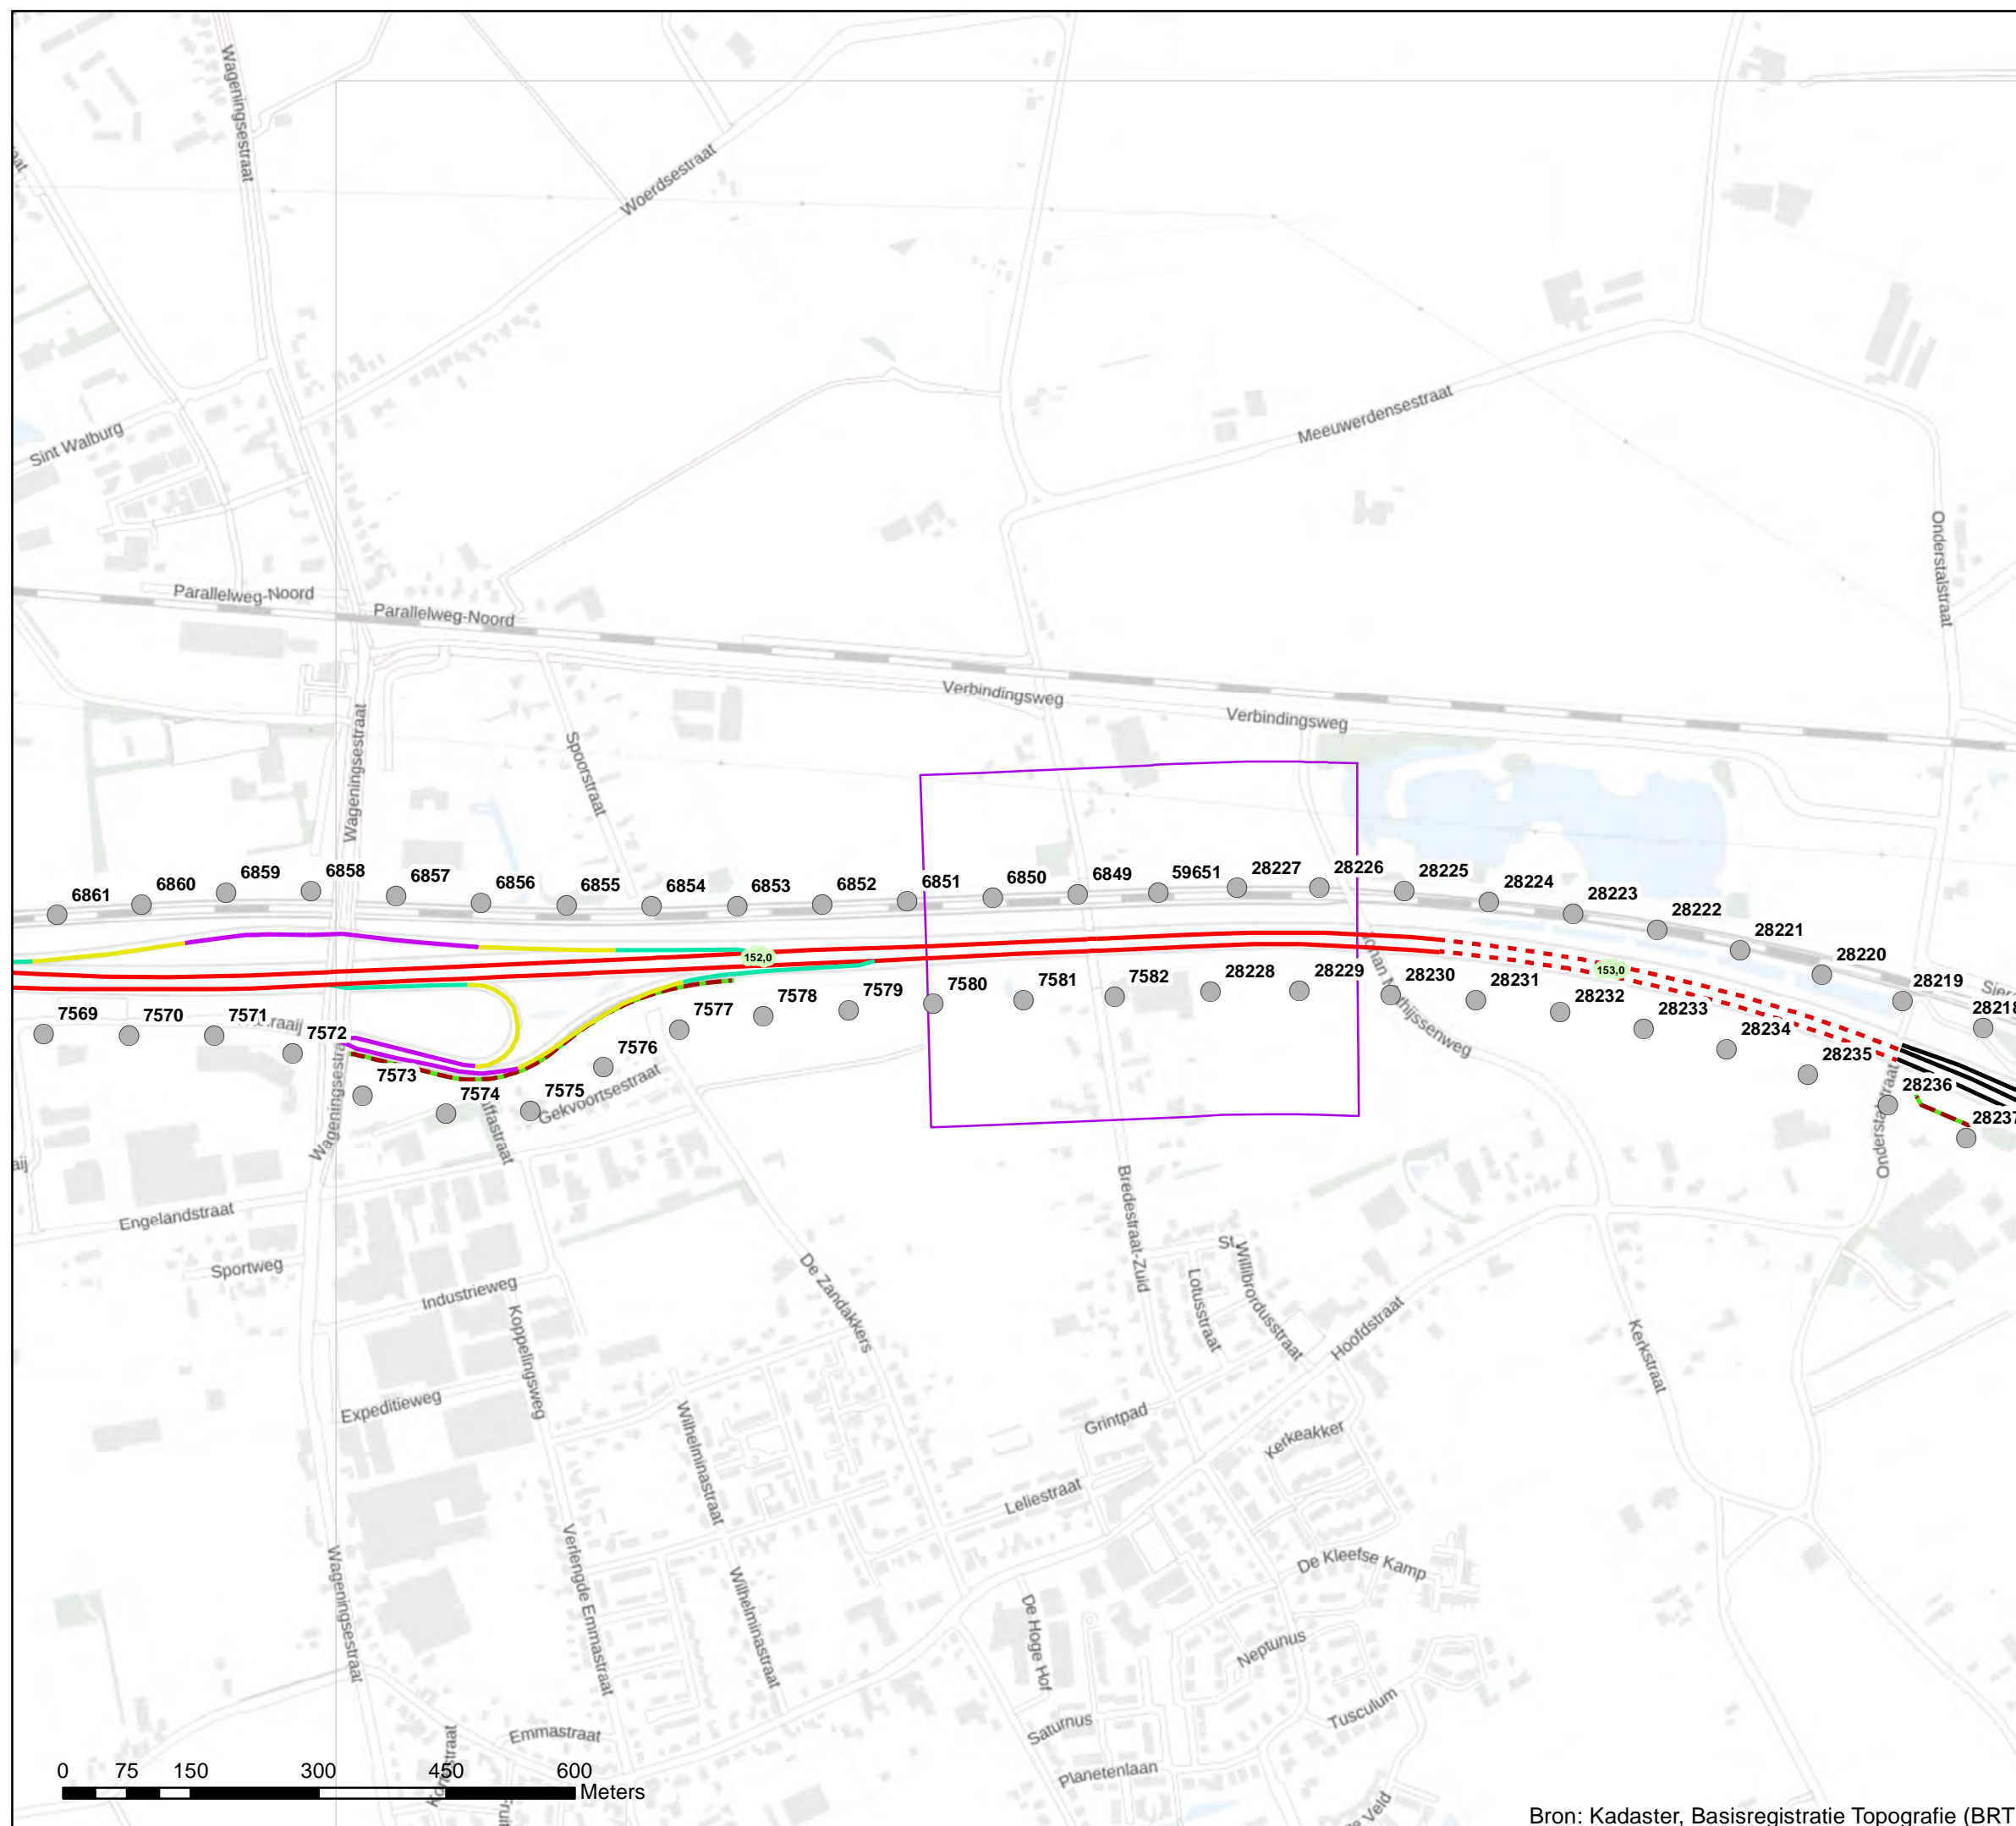 Wageningsestraat
Woerdsestraat
Sint Walburg
Meeuwerdensestraat
Onderstalstraat
Parallelweg-Noord
Parallelweg-Noord
Verbindingsweg
Verbindingsweg
Wageningsestraat
Spoorstraat
6861
6860
6859
6858
6857
6856
6855
6854
6853
6852
6851
6850
6849
59651
28227
28226
28225
28224
28223
28222
28221
28220
28219
28218
152,0
153,0
7569
7570
7571
7572
7573
7574
7575
7576
7577
7578
7579
7580
7581
7582
28228
28229
28230
28231
28232
28233
28234
28235
28236
28237
Wageningsestraat
Gekvoortsestraat
Engelandstraat
Sportweg
Industrieweg
Koppelingsweg
Expeditieweg
De Zandakkers
Bredestraat-Zuid
St.
Willibrordusstraat
Lotusstraat
Hoofdstraat
Kerkstraat
Grintpad
Kerkeakker
Leliestraat
Wilhelminastraat
Wilhelminastraat
Verlengde Emmastraat
Wageningsestraat
De Kleefse Kamp
De Hoge Hof
Neptunus
Saturnus
Tusculum
Planetenlaan
Emmastraat
0 75 150 300 450 600
Meters
Bron: Kadaster, Basisregistratie Topografie (BRT